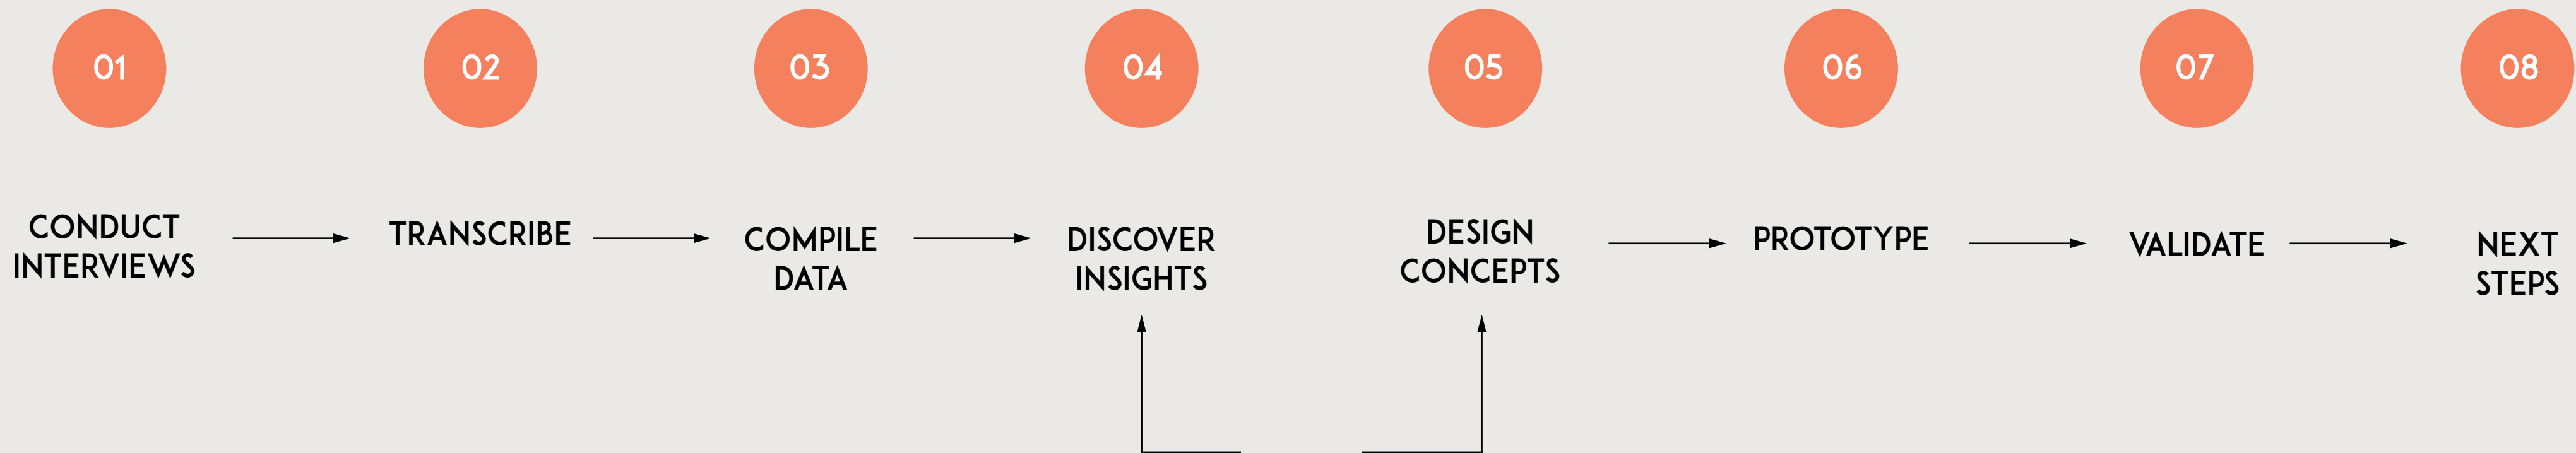 01
02
03
04
05
06
07
08
CONDUCT
INTERVIEWS
TRANSCRIBE
COMPILE
DATA
DISCOVER
INSIGHTS
DESIGN
CONCEPTS
PROTOTYPE
VALIDATE
NEXT
STEPS